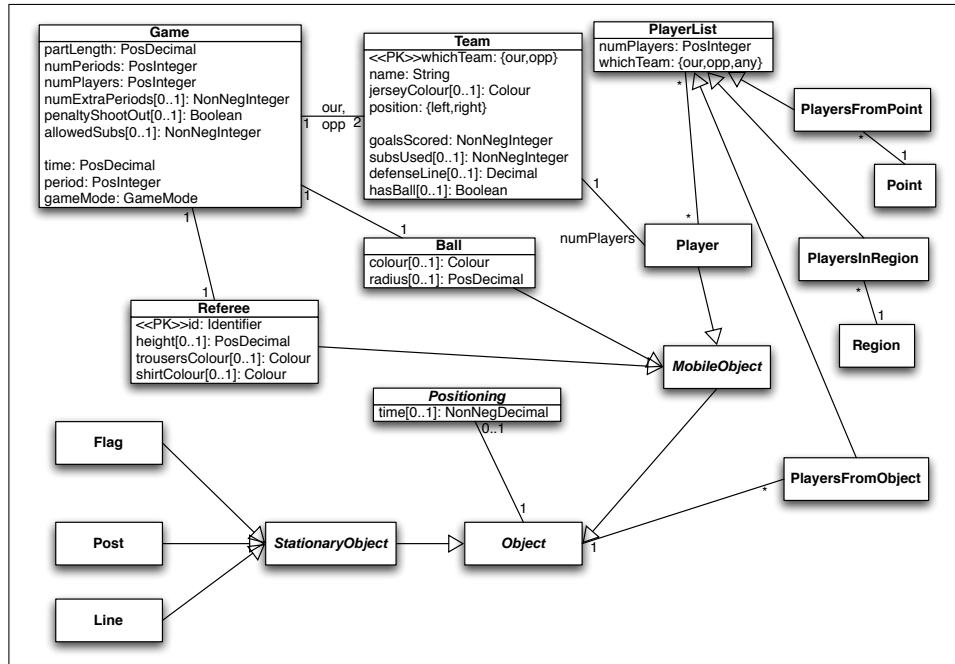 Game
partLength: PosDecimal
numPeriods: PosInteger
numPlayers: PosInteger
numExtraPeriods[0..1]: NonNegInteger
penaltyShootOut[0..1]: Boolean
allowedSubs[0..1]: NonNegInteger
time: PosDecimal
period: PosInteger
gameMode: GameMode
our,
1 opp 2
Team
<<PK>>whichTeam: {our,opp}
name: String
jerseyColour[0..1]: Colour
position: {left,right}
goalsScored: NonNegInteger
subsUsed[0..1]: NonNegInteger
defenseLine[0..1]: Decimal
hasBall[0..1]: Boolean
PlayerList
numPlayers: PosInteger
whichTeam: {our,opp,any}
*
PlayersFromPoint
*
1
Point
1
1
1
1
numPlayers
*
Player
Ball
colour[0..1]: Colour
radius[0..1]: PosDecimal
PlayersInRegion
*
1
Region
1
Referee
<<PK>>id: Identifier
height[0..1]: PosDecimal
trousersColour[0..1]: Colour
shirtColour[0..1]: Colour
MobileObject
Positioning
time[0..1]: NonNegDecimal
0..1
Flag
PlayersFromObject
*
1
1
Post
StationaryObject
Object
Line